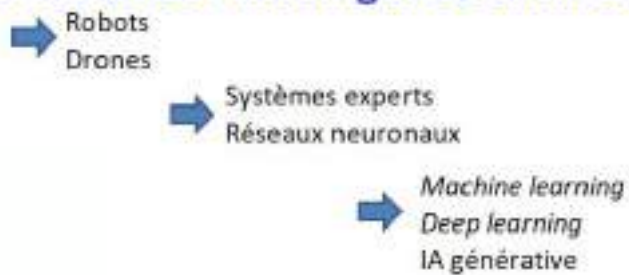 Robots
Drones
Systèmes experts
Réseaux neuronaux
Machine learning
Deep learning
IA générative